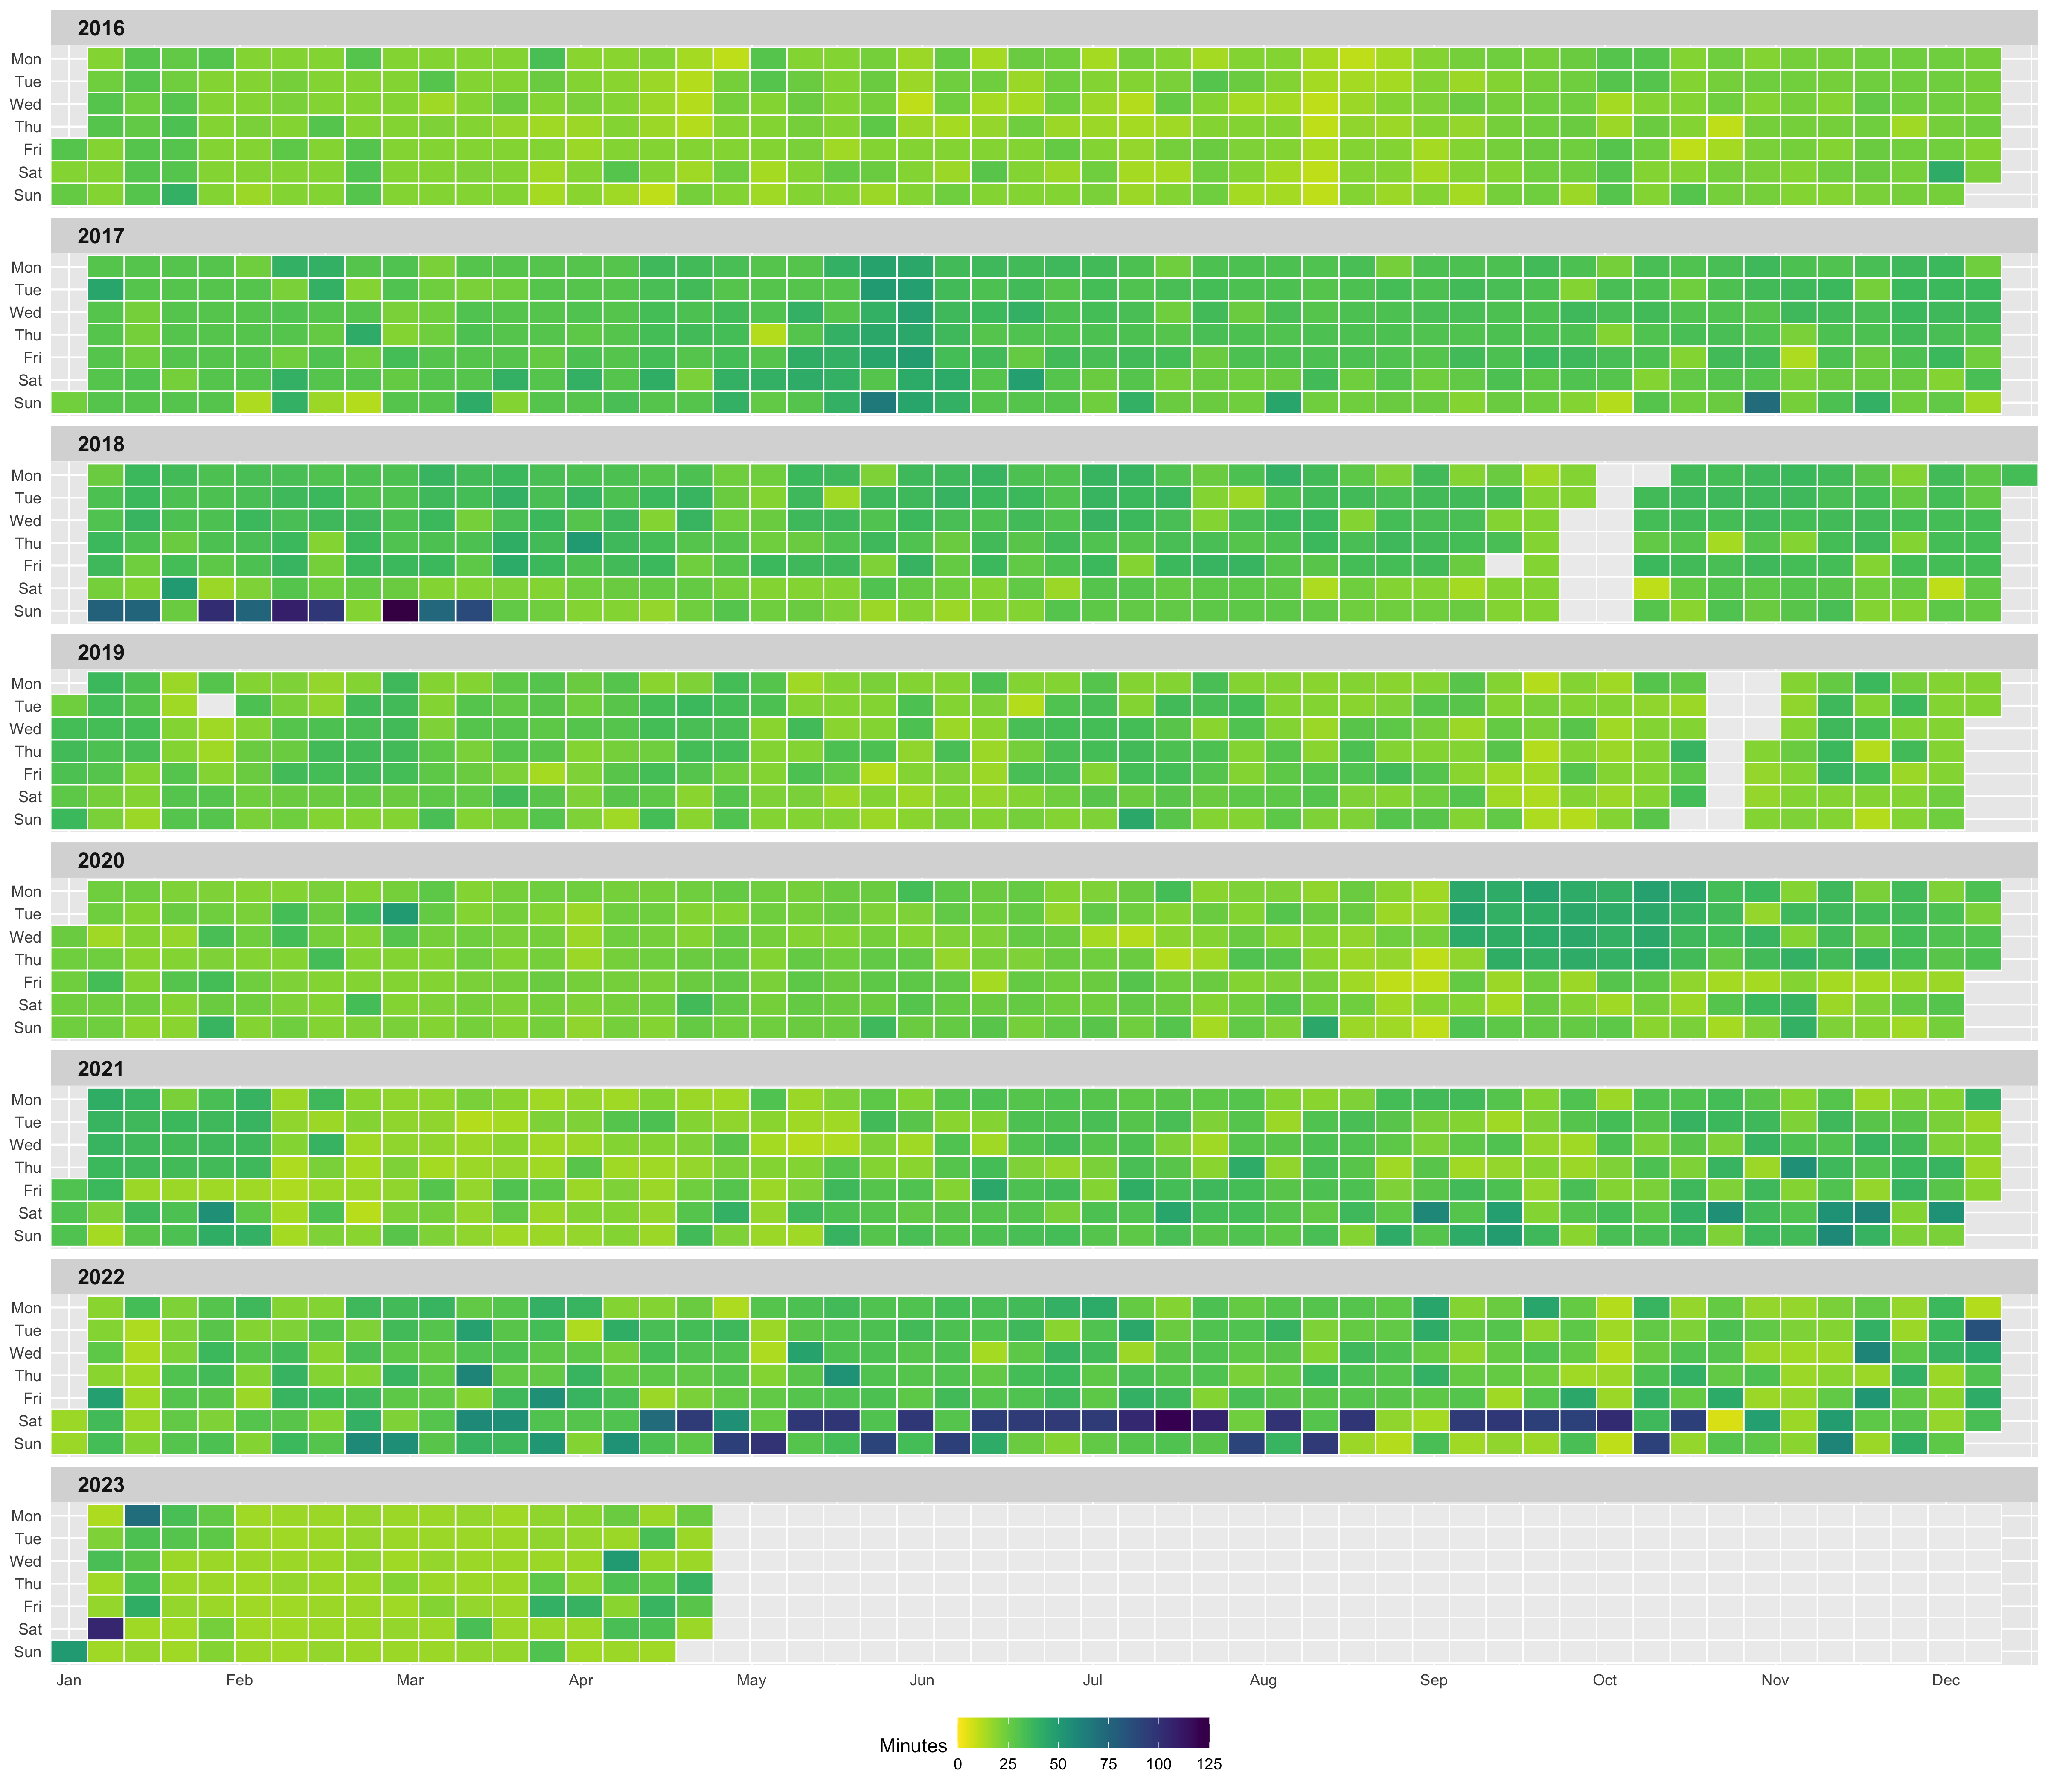 2016
Mon
Tue
Wed
Thu
Fri
Sat
Sun
2017
Mon
Tue
Wed
Thu
Fri
Sat
Sun
2018
Mon
Tue
Wed
Thu
Fri
Sat
Sun
2019
Mon
Tue
Wed
Thu
Fri
Sat
Sun
2020
Mon
Tue
Wed
Thu
Fri
Sat
Sun
2021
Mon
Tue
Wed
Thu
Fri
Sat
Sun
2022
Mon
Tue
Wed
Thu
Fri
Sat
Sun
2023
Mon
Tue
Wed
Thu
Fri
Sat
Sun
Jan Feb Mar Apr May Jun Jul Aug Sep Oct Nov Dec
Minutes
0 25 50 75 100 125